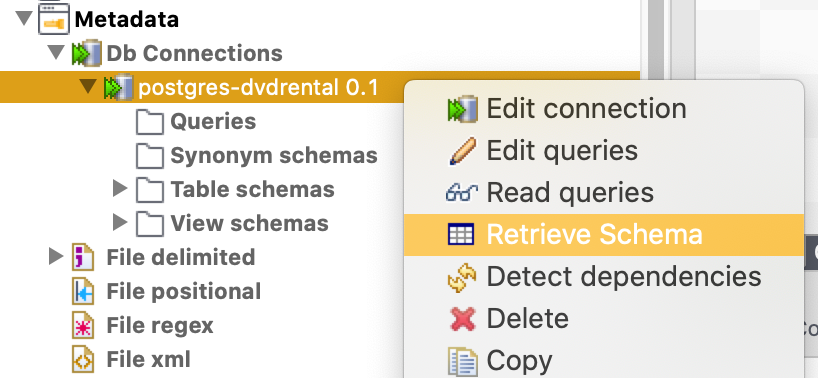 Metadata
Db Connections
postgres-dvdrental 0.1
Queries
Synonym schemas
Table schemas
View schemas
File delimited
File positional
File regex
File xml
Edit connection
Edit queries
Read queries
Retrieve Schema
Detect dependencies
Delete
Copy